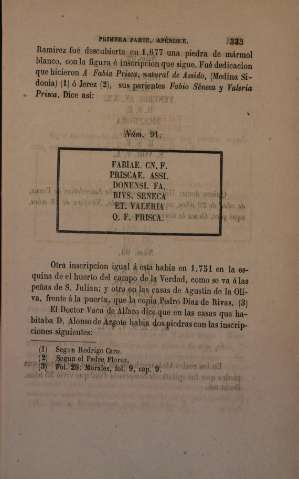 PRIMERA PARTE, APÉNDICE. 323
Ramirez fué descubierta en 1,677 una piedra de mármol
blanco, con la figura é inscripcion que sigue. Fué dedicacion
que hicieron A Fabia Prisca, natural de Assido, (Medina Si-
donia) (1) ó Jerez (2), sus parientes Fabio Séneca y Valeria
Prisca. Dice asi:
Núm. 91.
FABIAE. CN. F.
PRISCAE. ASSI.
DONENSI. FA.
BIVS. SENECA
ET. VALERIA
Q. F. PRISCA.
Otra inscripcion igual á ésta habia en 1,751 en la es-
quina de el huerto del campo de la Verdad, como se va á las
peñas de S. Julian; y otra en las casas de Agustin de la Oli-
va, frente á la puerta, que la copia Pedro Diaz de Rivas, (3)
El Doctor Vaca de Alfaro dice que en las casas que ha-
bitaba D. Alonso de Argote habia dos piedras con las inscrip-
ciones siguientes:
(1) Segun Rodrigo Caro.
(2) Segun el Padre Florez.
(3) Fol. 28: Morales, fol. 9, cap. 9.